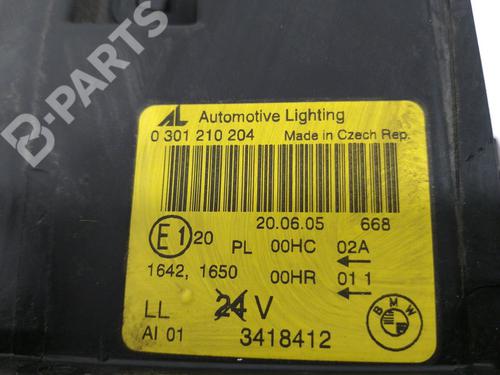 B-PARTS
AL Automotive Lighting
0 301 210 204 Made in Czech Rep.
20.06.05 668
E1 20 PL 00HC 02A
1642, 1650 00HR 01 1
LL 24 V
AI 01 3418412
BMW
B-PARTS